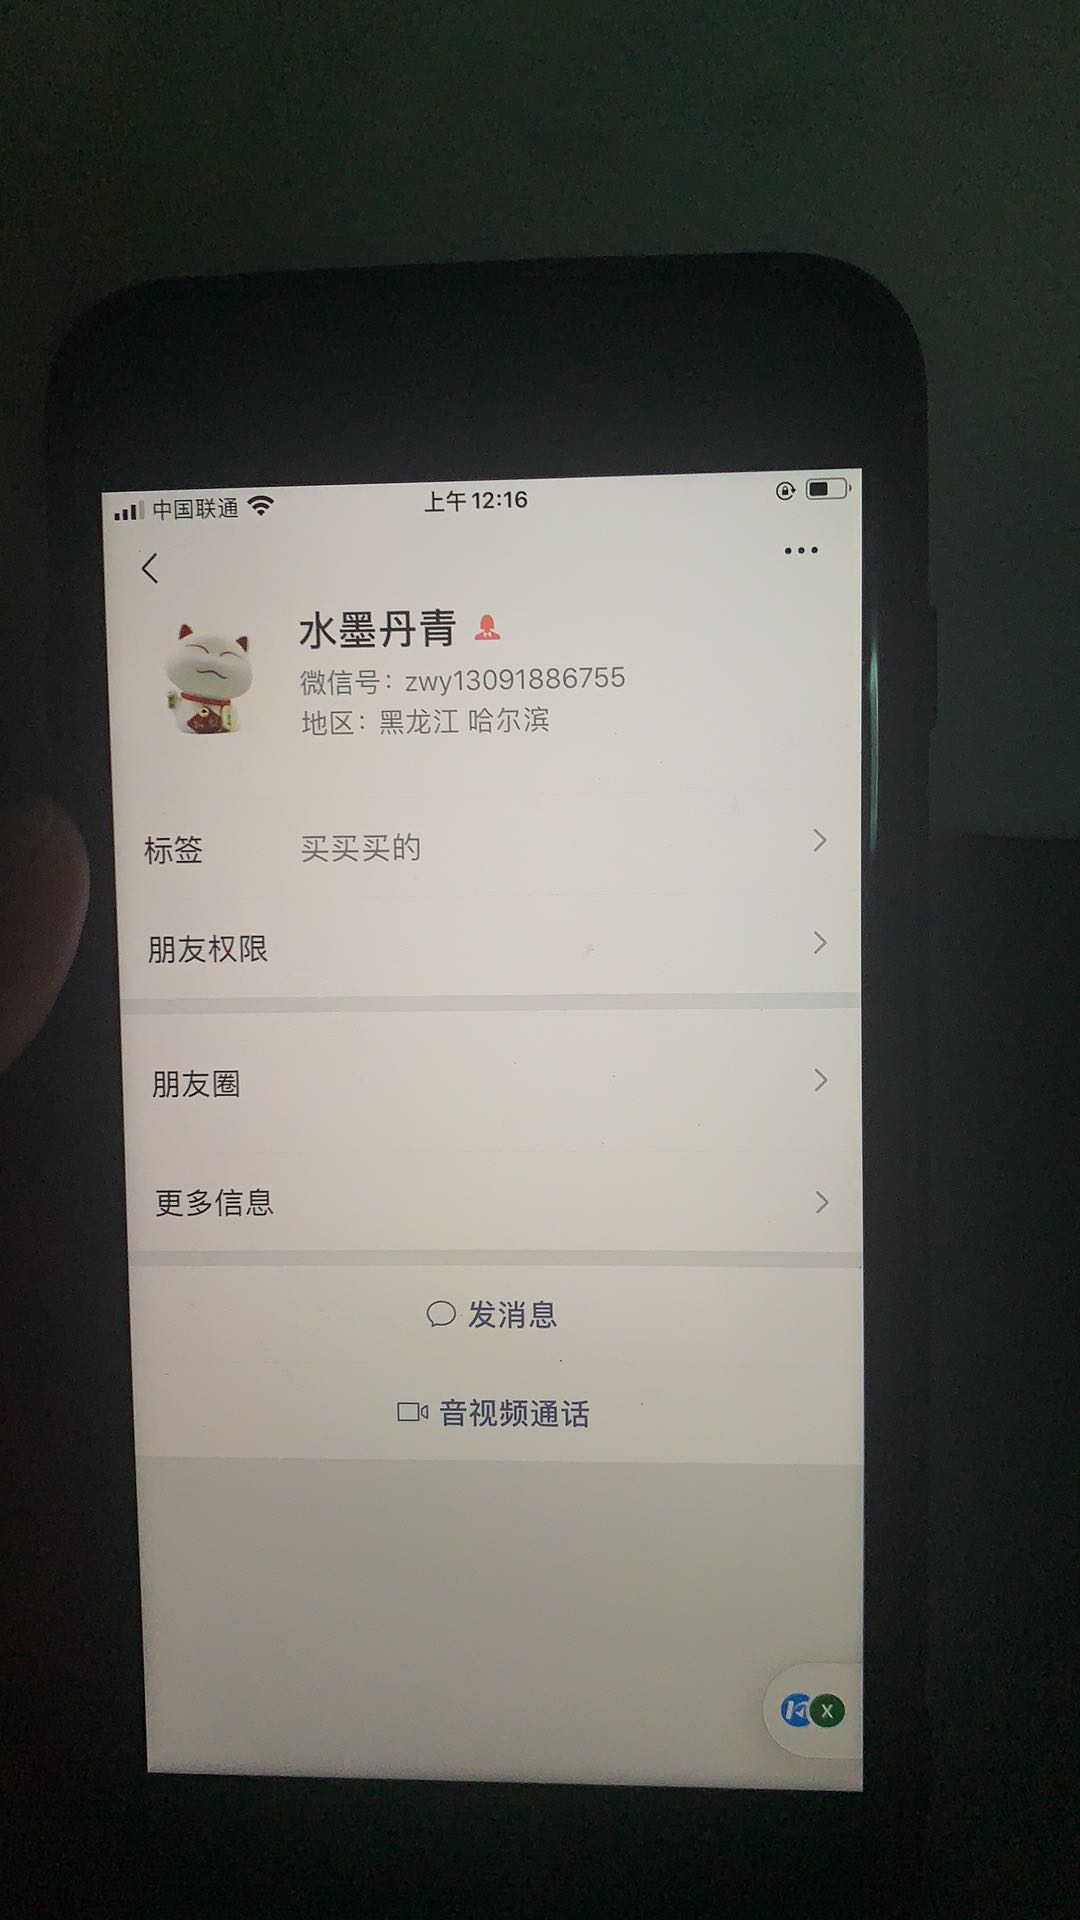 中国联通
上午12:16
水墨丹青
微信号：zwy13091886755
地区：黑龙江 哈尔滨
标签 买买买的
朋友权限
朋友圈
更多信息
发消息
音视频通话
X